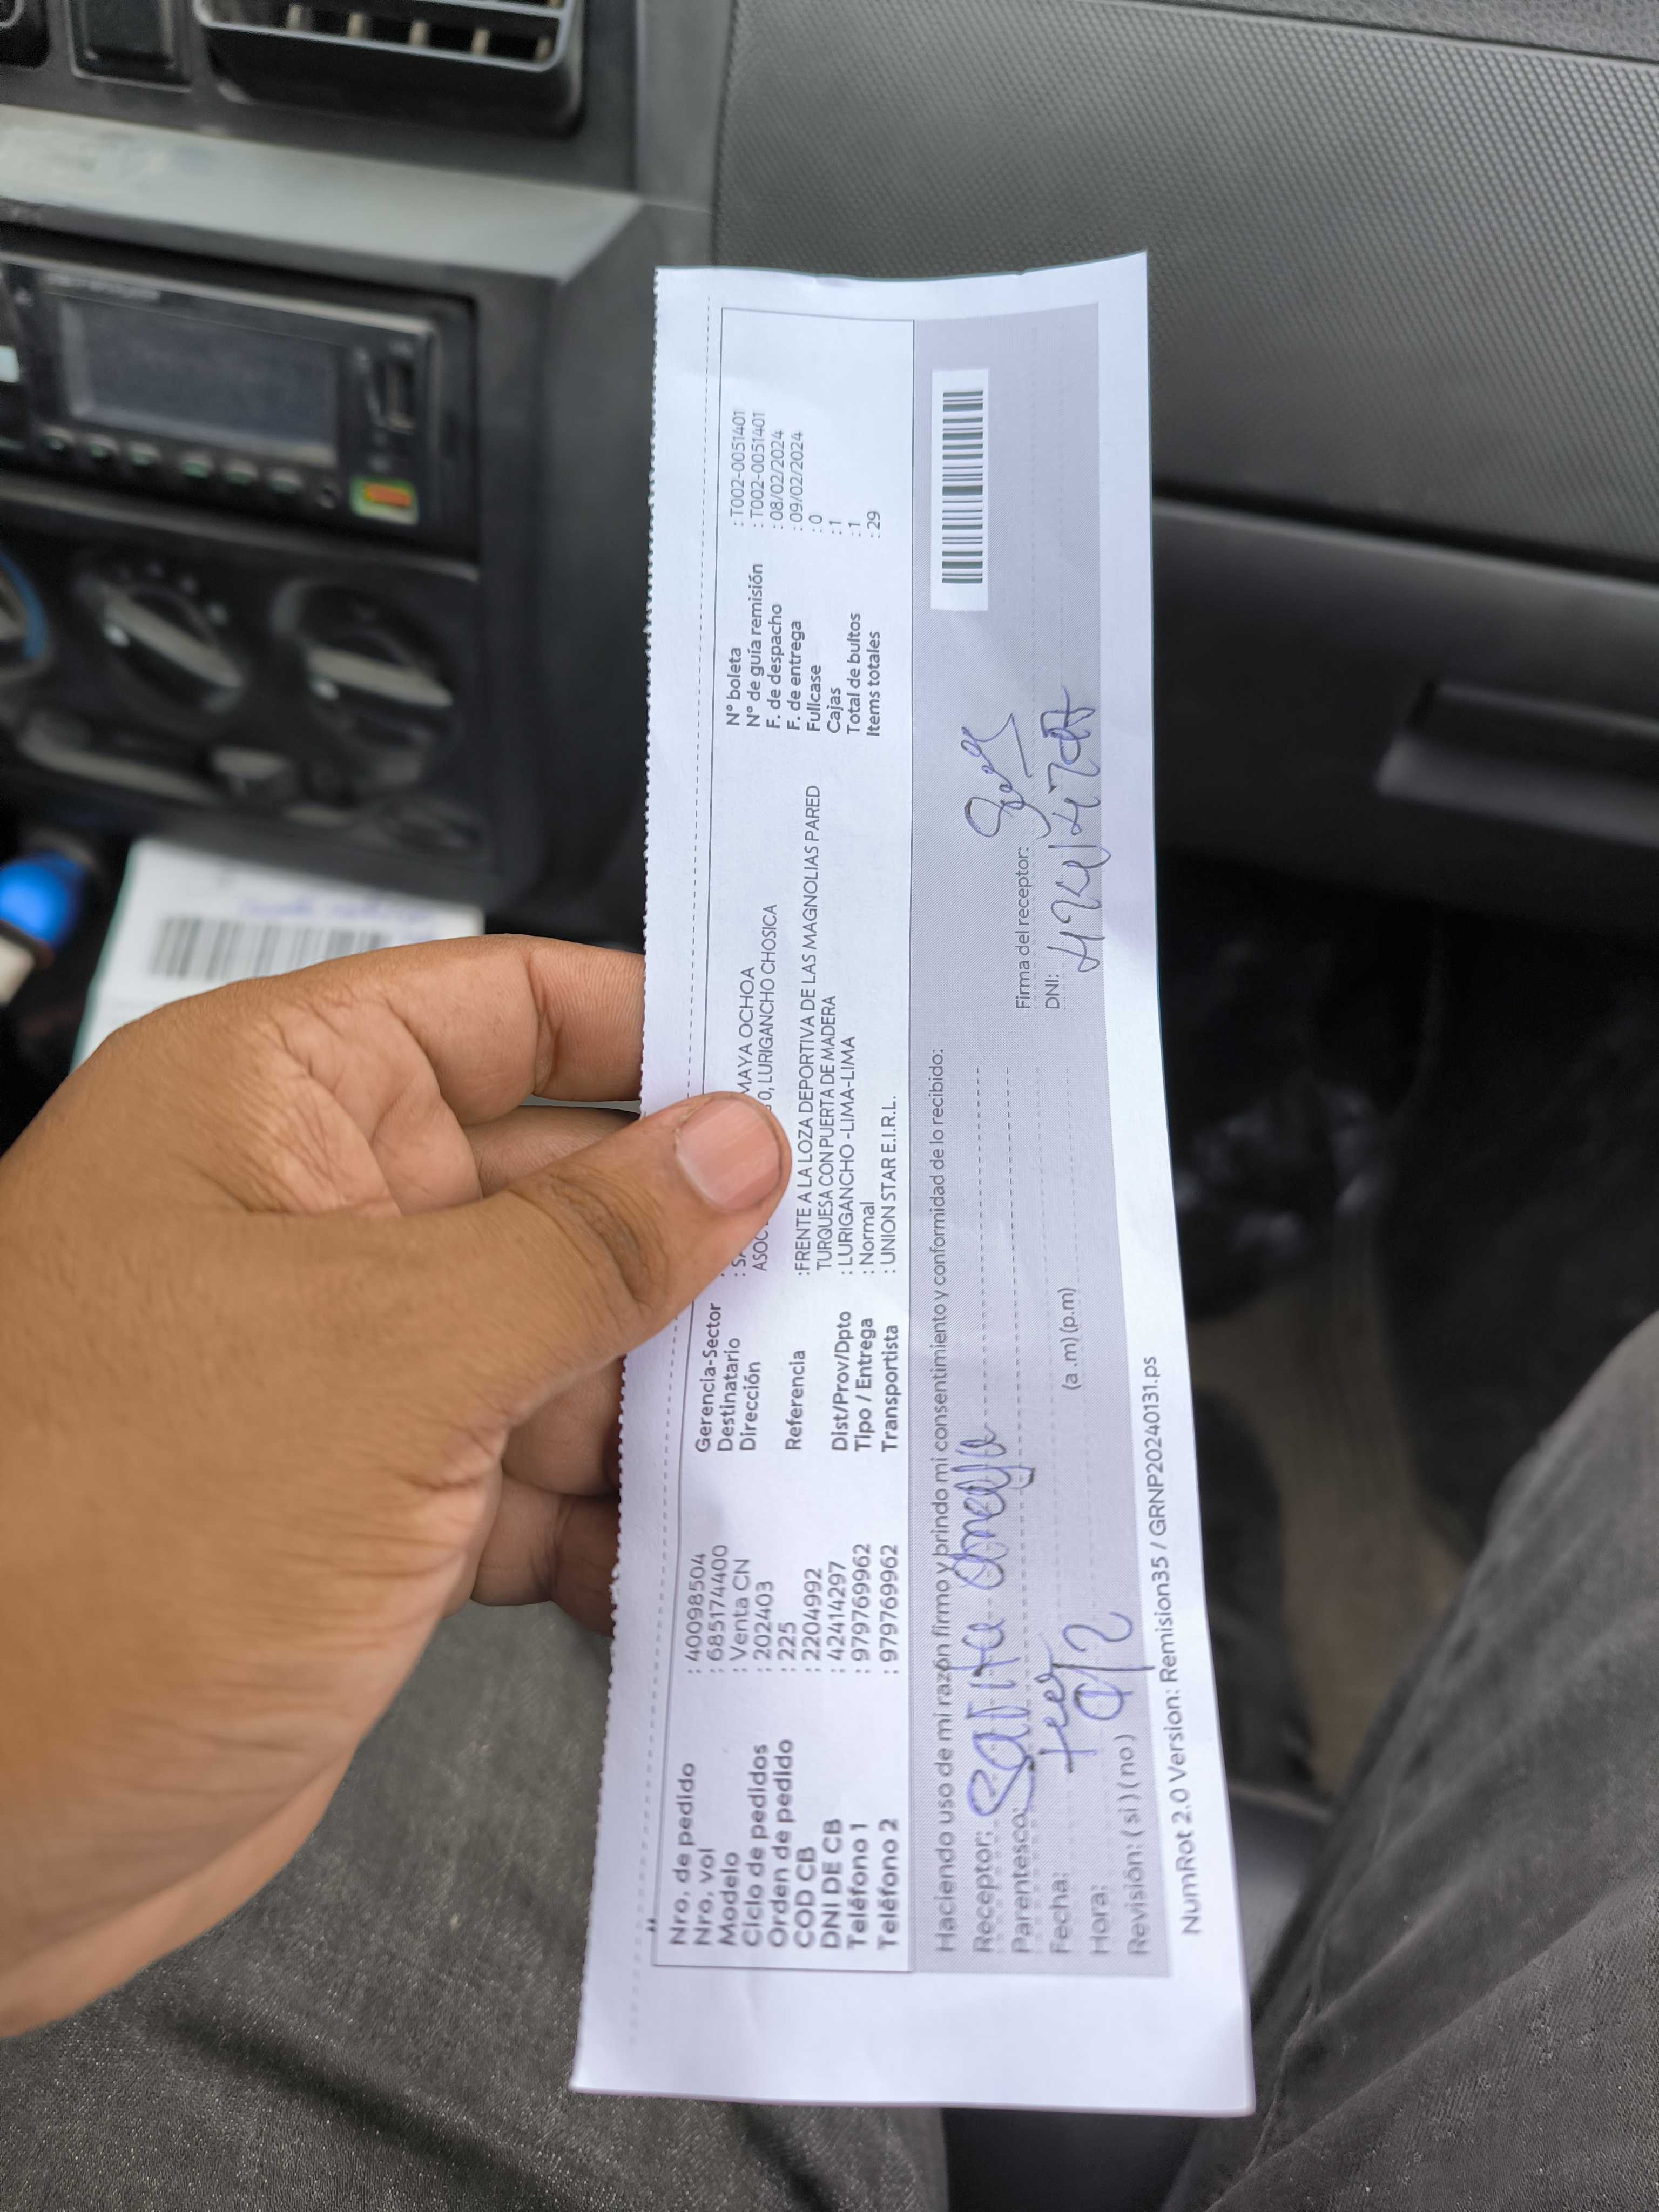 Nro. de pedido : 40098504
Nro. vol : 685174400
Modelo : Venta CN
Ciclo de pedidos : 202403
Orden de pedido : 225
COD CB : 2204992
DNI DE CB : 42414297
Teléfono 1 : 979769962
Teléfono 2 : 979769962
Gerencia-Sector :
Destinatario : MAYA OCHOA
Dirección O, LURIGANCHO CHOSICA
Referencia :FRENTE A LA LOZA DEPORTIVA DE LAS MAGNOLIAS PARED
TURQUESA CON PUERTA DE MADERA
Dist/Prov/Dpto : LURIGANCHO -LIMA-LIMA
Tipo / Entrega : Normal
Transportista : UNION STAR E.I.R.L.
N° boleta : T002-0051401
N° de guía remisión : T002-0051401
F. de despacho : 08/02/2024
F. de entrega : 09/02/2024
Fullcase : 0
Cajas : 1
Total de bultos : 1
Items totales : 29
Haciendo uso de mi razón firmo y brindo mi consentimiento y conformidad de lo recibido:
Receptor: Sarita
Parentesco:
Fecha:
Hora: (a .m) (p.m)
Revisión: ( si ) ( no )
Firma del receptor:
DNI:
NumRot 2.0 Version: Remision35 / GRNP20240131.ps